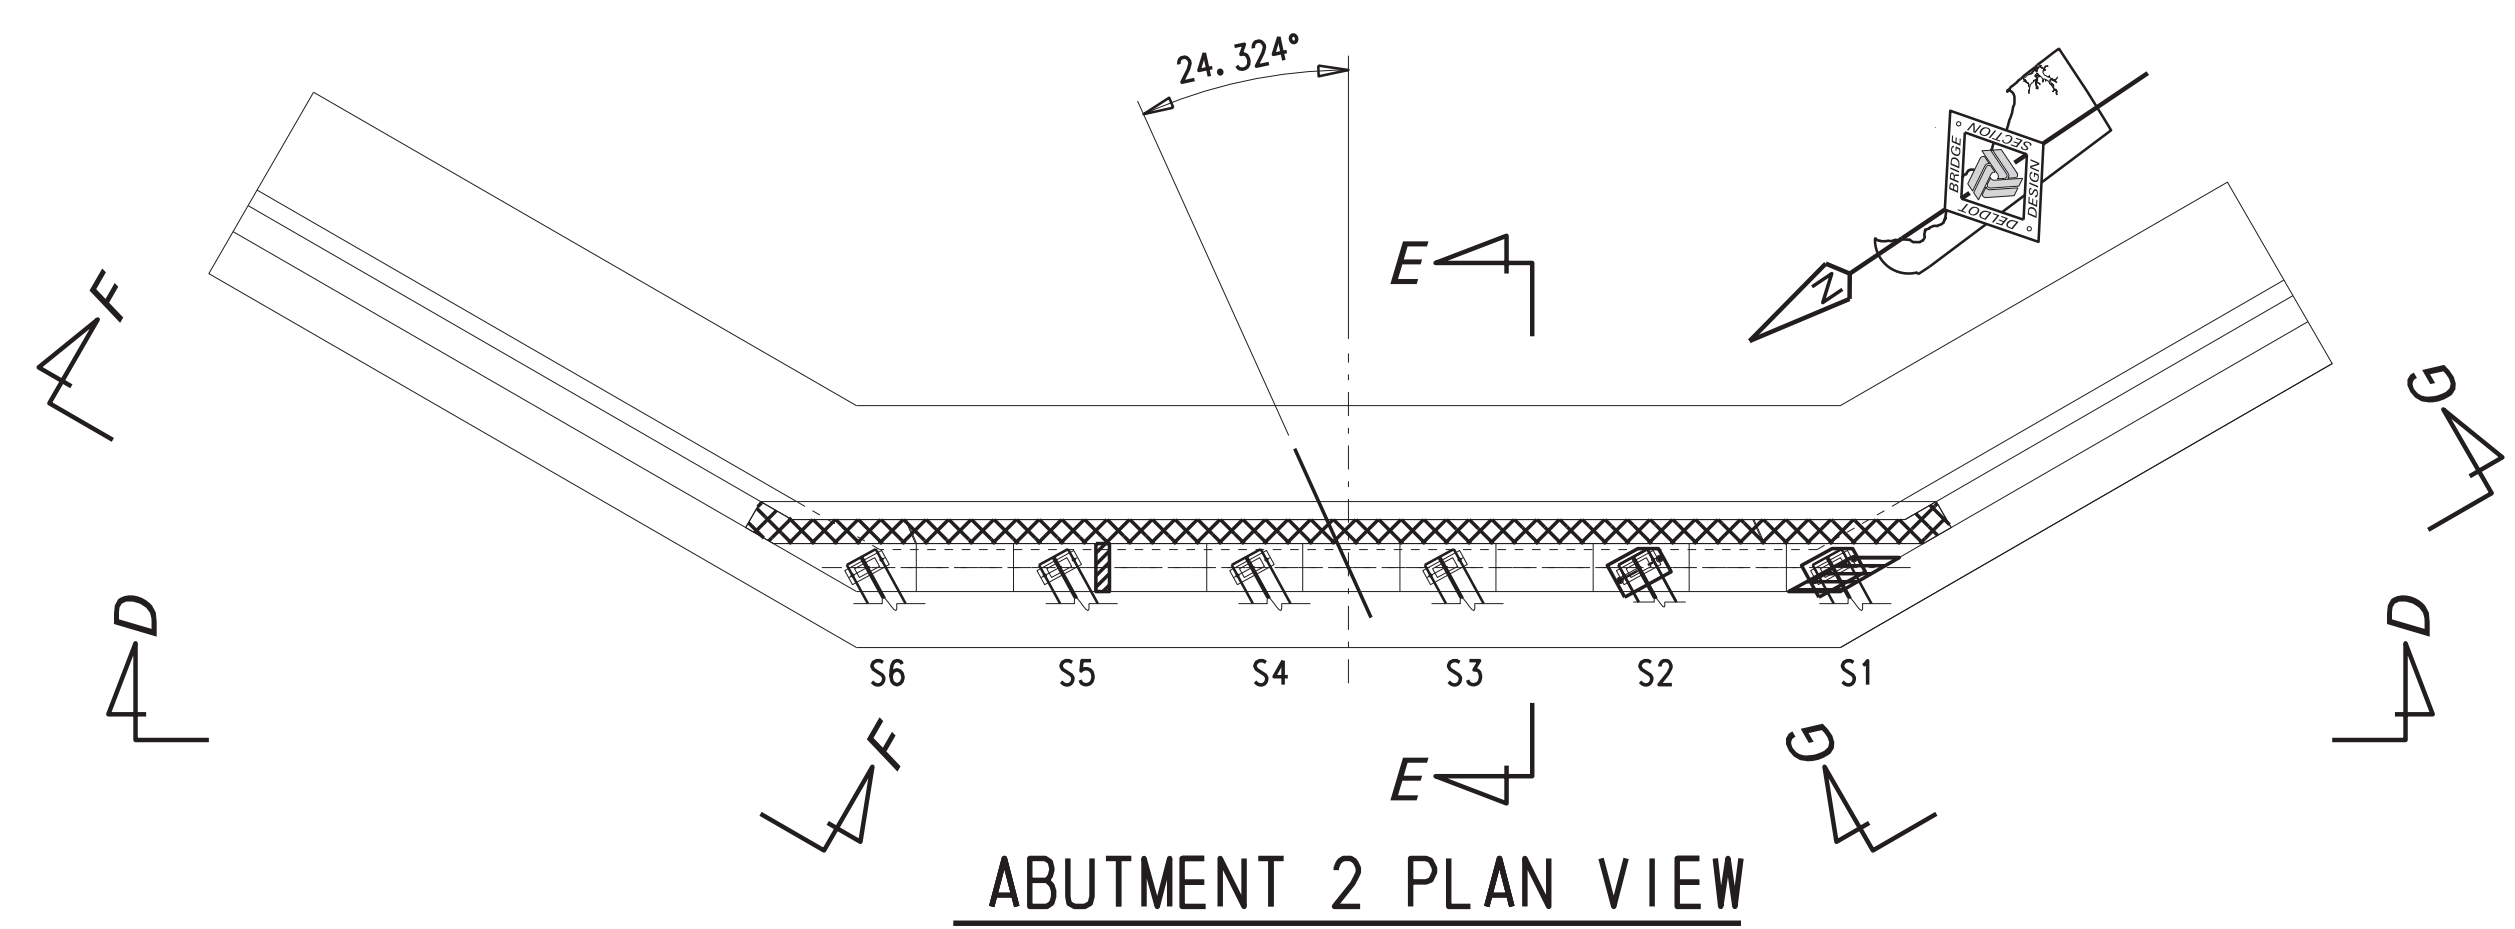 24.324°
SECTION
BRIDGE
DESIGN
DELDOT
N
E
F
G
D
D
S6 S5 S4 S3 S2 S1
F
G
E
ABUTMENT 2 PLAN VIEW